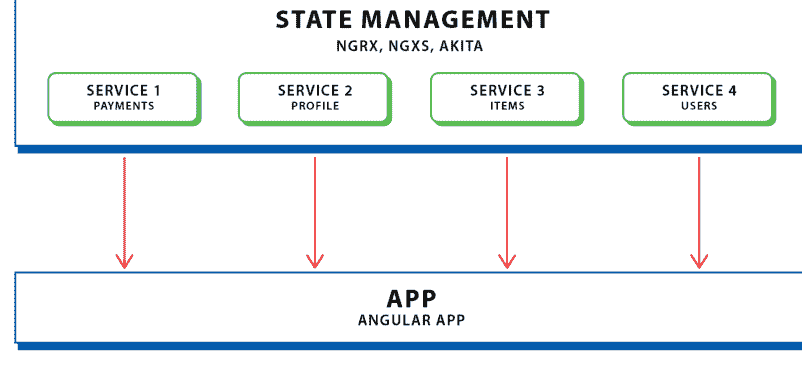 STATE MANAGEMENT
NGRX, NGXS, AKITA
SERVICE 1
PAYMENTS
SERVICE 2
PROFILE
SERVICE 3
ITEMS
SERVICE 4
USERS
APP
ANGULAR APP